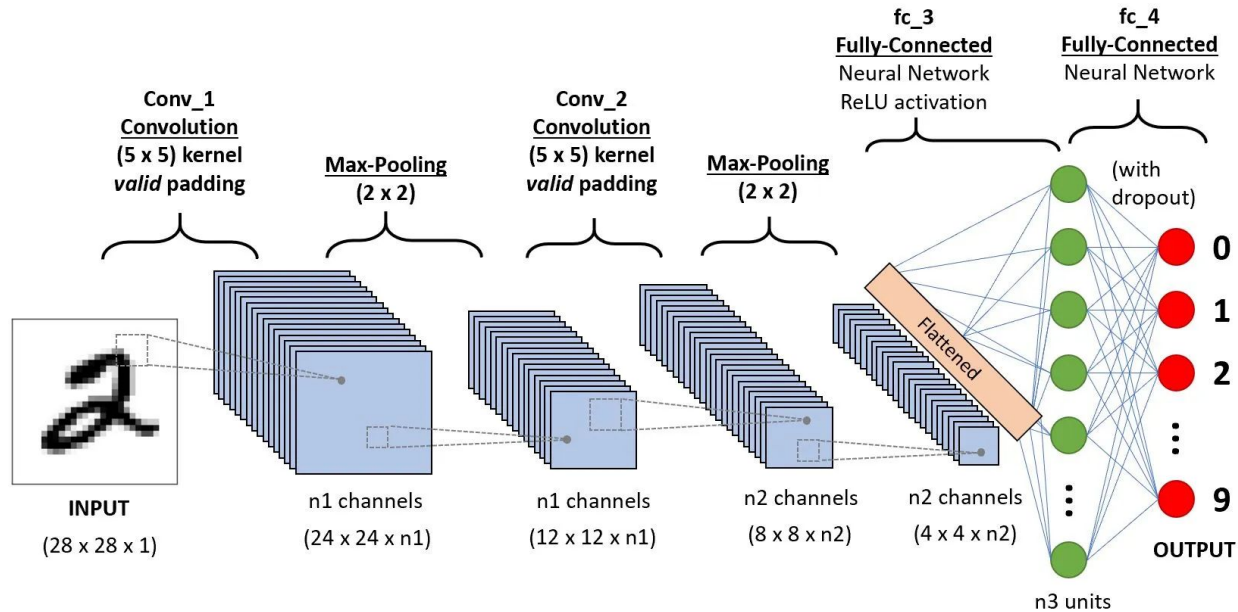 Conv_1
Convolution
(5 x 5) kernel
valid padding
Max-Pooling
(2 x 2)
Conv_2
Convolution
(5 x 5) kernel
valid padding
Max-Pooling
(2 x 2)
fc_3
Fully-Connected
Neural Network
ReLU activation
fc_4
Fully-Connected
Neural Network
(with
dropout)
Flattened
0
1
2
9
OUTPUT
2
INPUT
(28 x 28 x 1)
n1 channels
(24 x 24 x n1)
n1 channels
(12 x 12 x n1)
n2 channels
(8 x 8 x n2)
n2 channels
(4 x 4 x n2)
n3 units